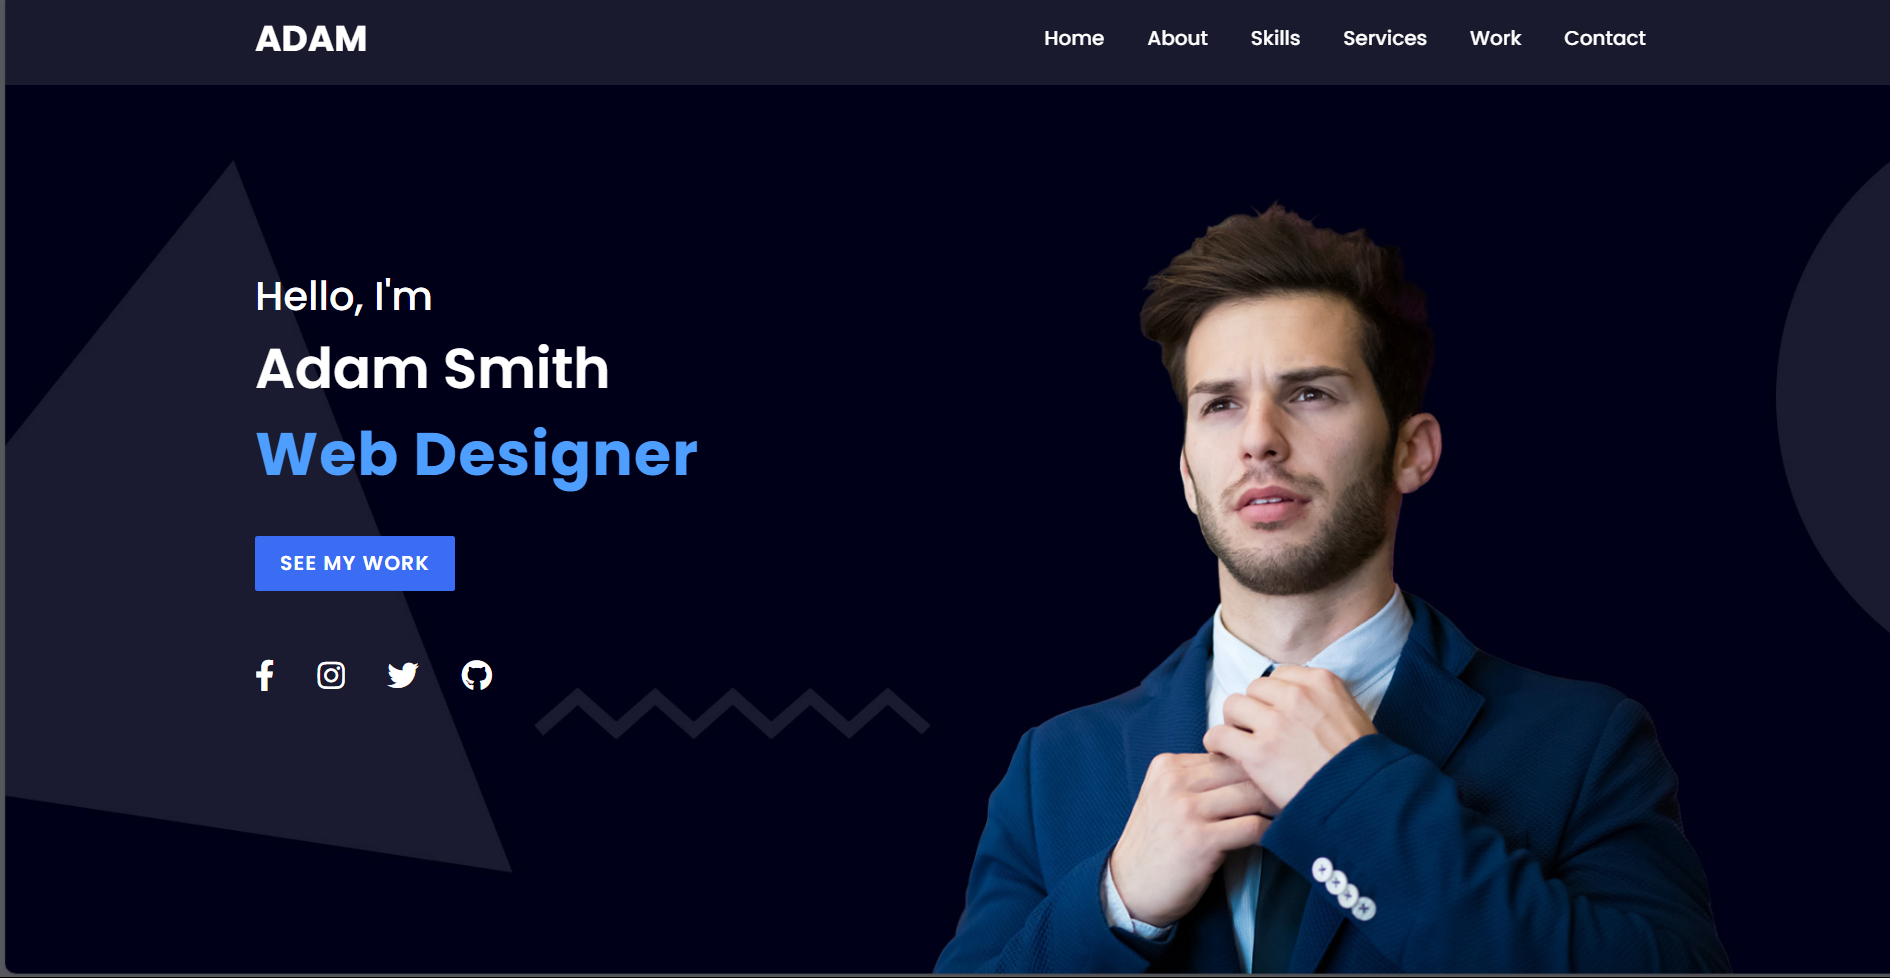 ADAM
Home About Skills Services Work Contact
Hello, I'm
Adam Smith
Web Designer
SEE MY WORK